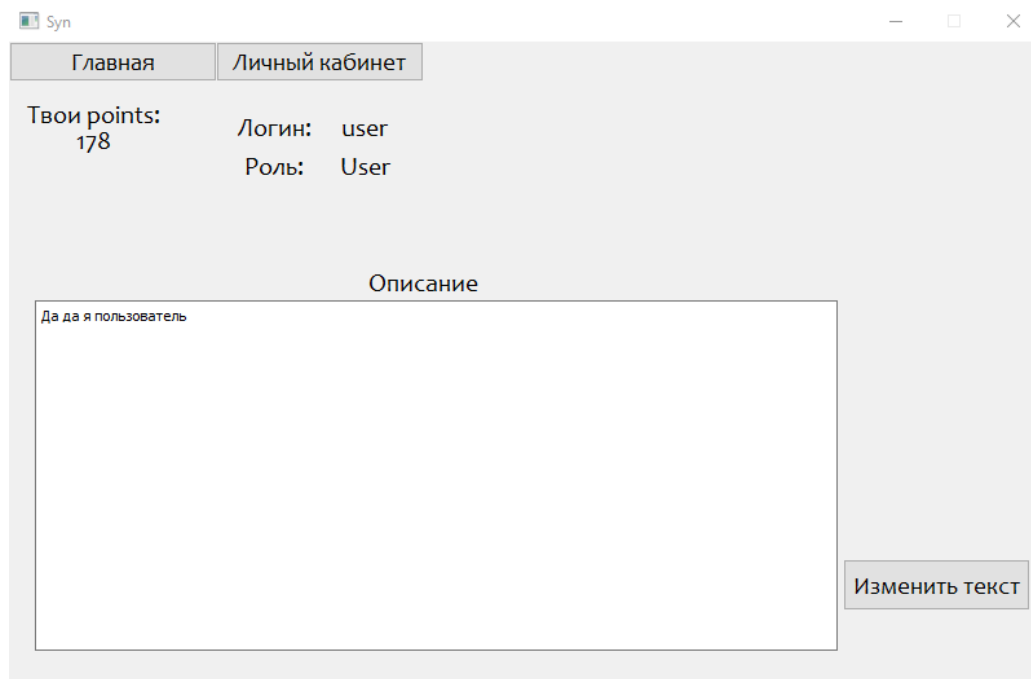 Syn
Главная Личный кабинет
Твои points:
178
Логин: user
Роль: User
Описание
Да да я пользователь
Изменить текст